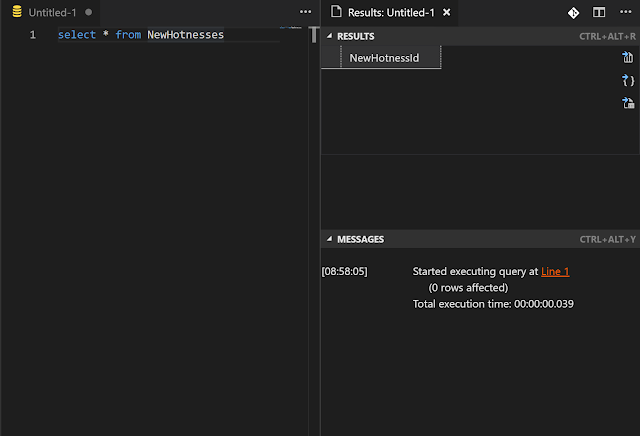 Untitled-1
1 select * from NewHotnesses
Results: Untitled-1
RESULTS CTRL+ALT+R
NewHotnessId
MESSAGES CTRL+ALT+Y
[08:58:05] Started executing query at Line 1
(0 rows affected)
Total execution time: 00:00:00.039